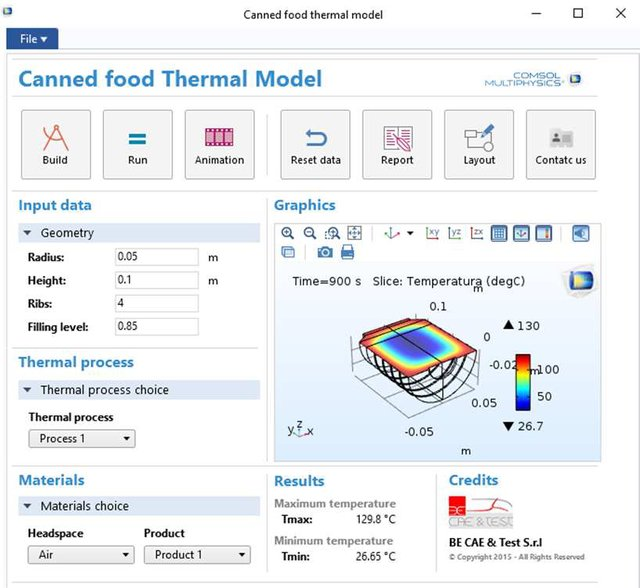 Canned food thermal model
File
Canned food Thermal Model
COMSOL
MULTIPHYSICS®
Build
Run
Animation
Reset data
Report
Layout
Contatc us
Input data
Geometry
Radius: 0.05 m
Height: 0.1 m
Ribs: 4
Filling level: 0.85
Thermal process
Thermal process choice
Thermal process
Process 1
Materials
Materials choice
Headspace Product
Air Product 1
Graphics
xy yz zx
Time=900 s Slice: Temperatura (degC)
m
0.1
0
-0.02
m
0.05
-0.05
m
▲ 130
100
50
▼ 26.7
y z x
Results
Maximum temperature
Tmax: 129.8 °C
Minimum temperature
Tmin: 26.65 °C
Credits
BE
CAE & TEST
BE CAE & Test S.r.l
© Copyright 2015 - All Rights Reserved